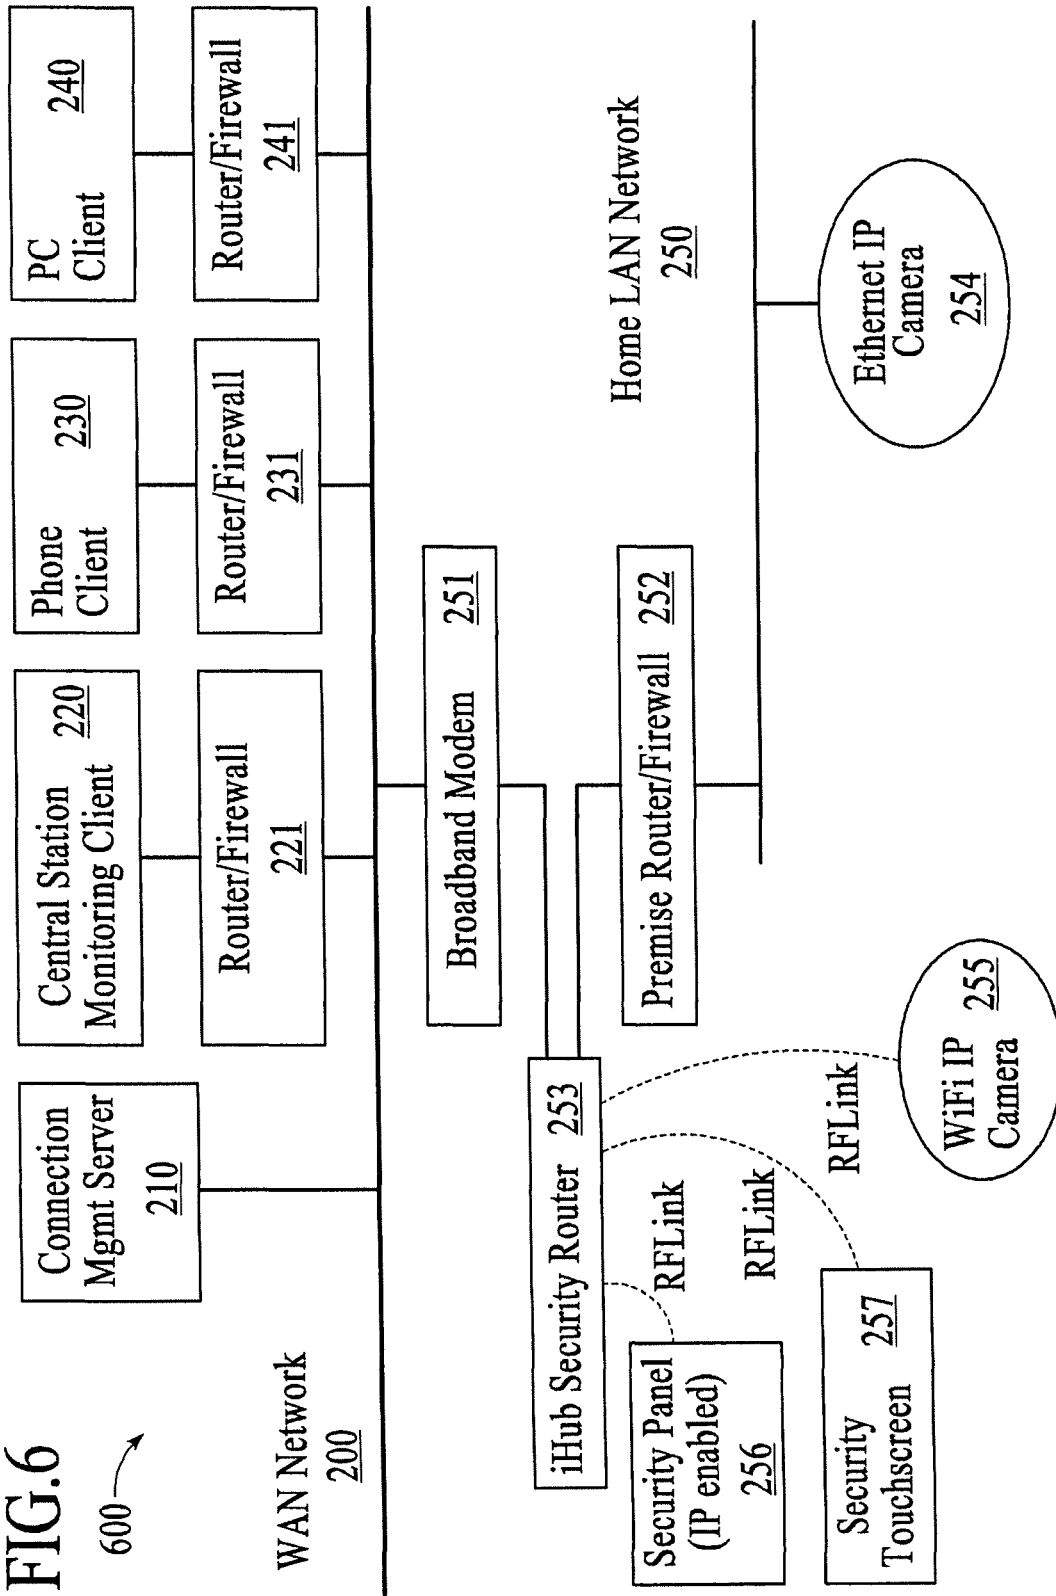 FIG.6
600
WAN Network
200
Connection
Mgmt Server
210
Central Station
Monitoring Client
220
Router/Firewall
221
Phone
Client
230
Router/Firewall
231
PC
Client
240
Router/Firewall
241
Broadband Modem 251
iHub Security Router 253
Premise Router/Firewall 252
Home LAN Network
250
RFLink
RFLink
RFLink
Security Panel
(IP enabled)
256
Security
Touchscreen 257
WiFi IP
Camera 255
Ethernet IP
Camera
254